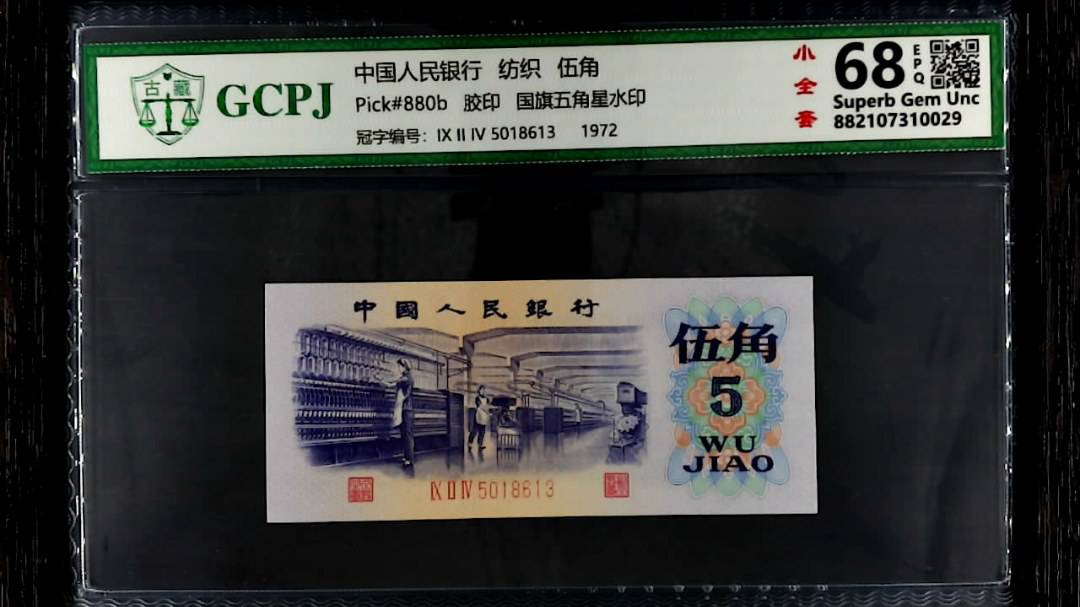 古藏
GCPJ
中国人民银行 纺织 伍角
Pick#880b 胶印 国旗五角星水印
冠字编号: IX II IV 5018613 1972
小全套
68
EPQ
Superb Gem Unc
882107310029
中國人民銀行
伍角
5
WU
JIAO
IX II IV 5018613